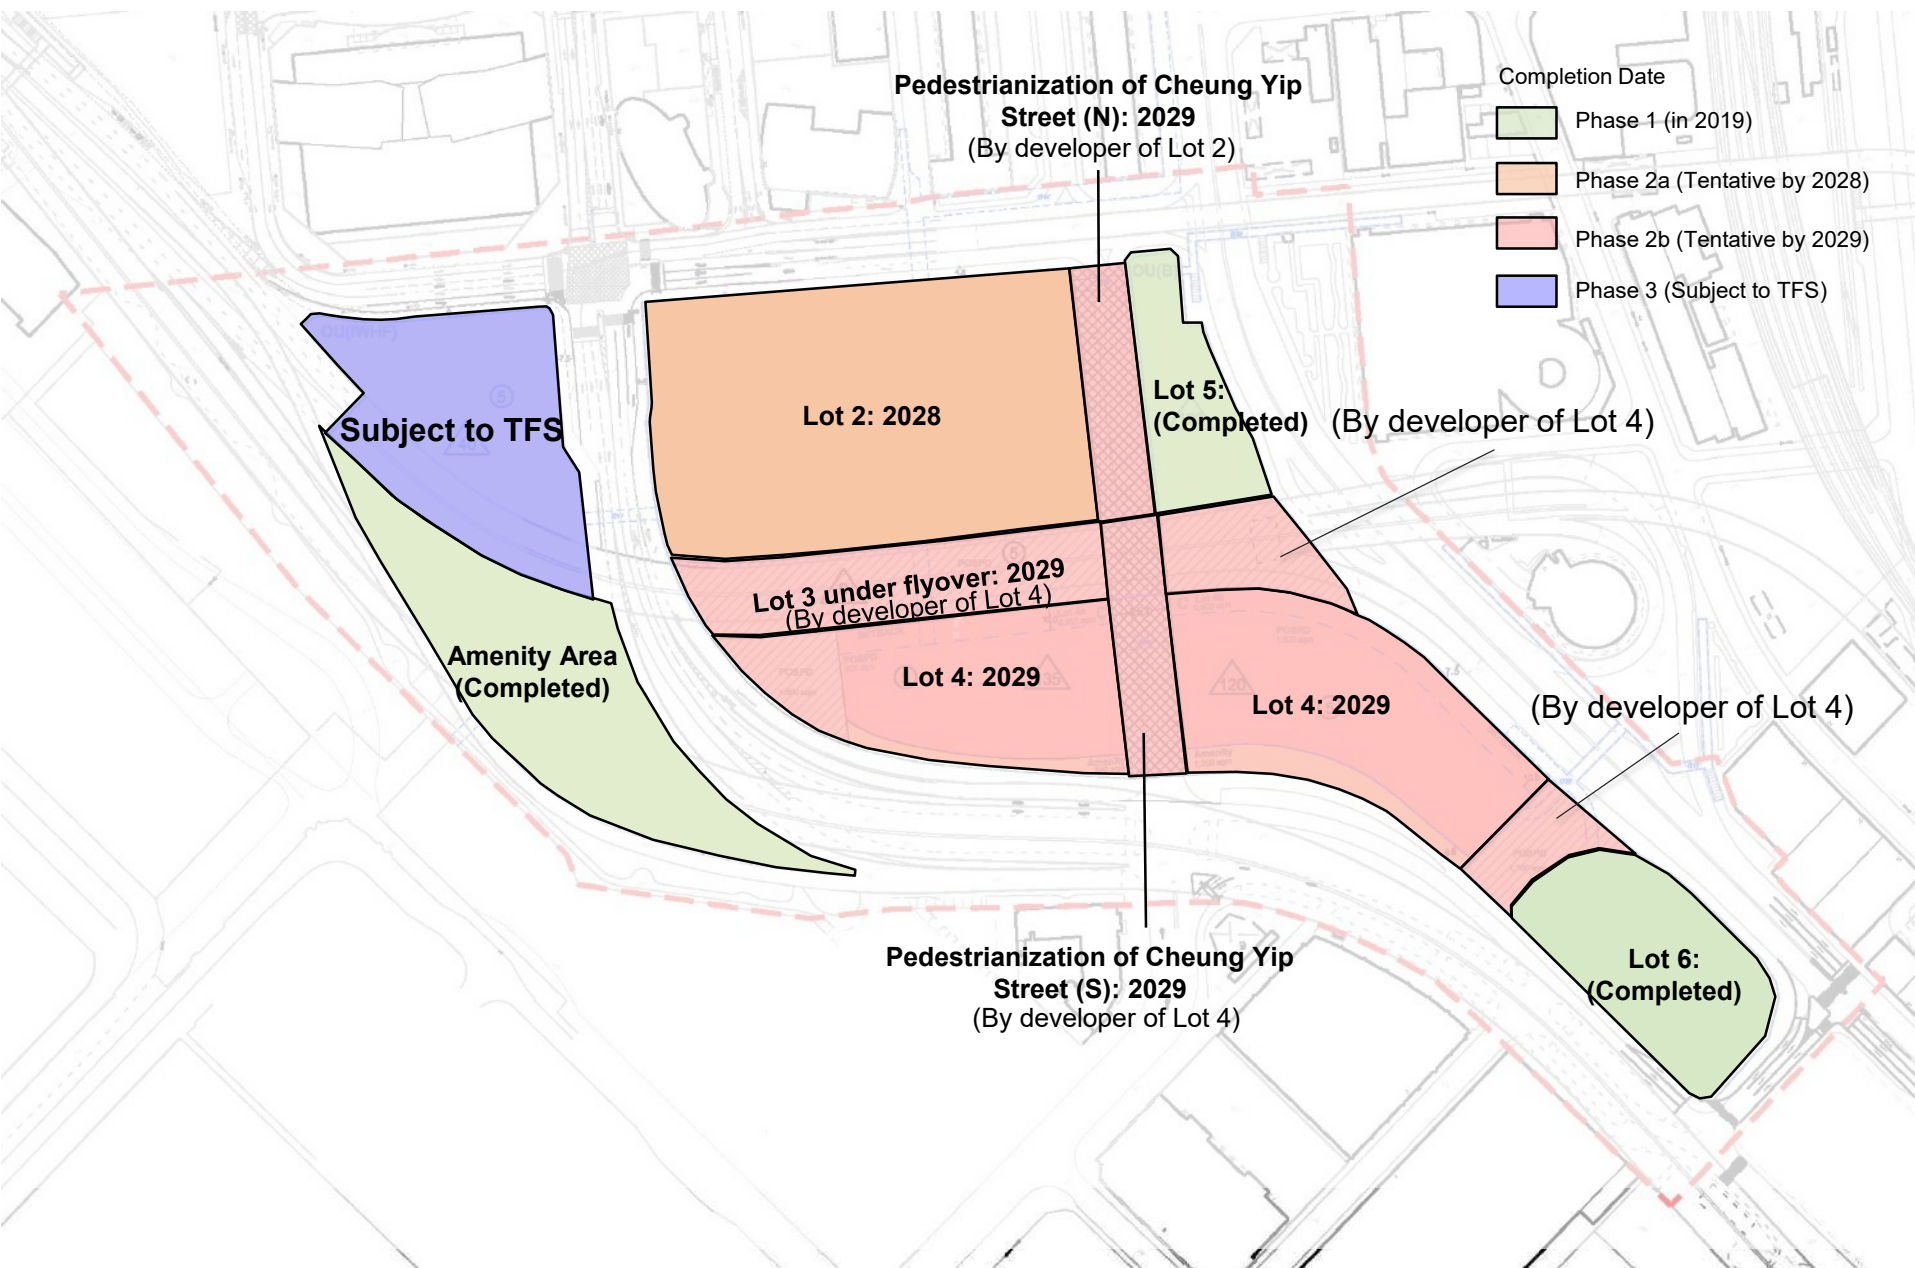 Pedestrianization of Cheung Yip
Street (N): 2029
(By developer of Lot 2)
Completion Date
Phase 1 (in 2019)
Phase 2a (Tentative by 2028)
Phase 2b (Tentative by 2029)
Phase 3 (Subject to TFS)
OU(B)
Subject to TFS
5
Lot 2: 2028
Lot 5:
(Completed)
(By developer of Lot 4)
5
Lot 3 under flyover: 2029
(By developer of Lot 4)
Amenity Area
(Completed)
Lot 4: 2029
120
Lot 4: 2029
(By developer of Lot 4)
Pedestrianization of Cheung Yip
Street (S): 2029
(By developer of Lot 4)
Lot 6:
(Completed)